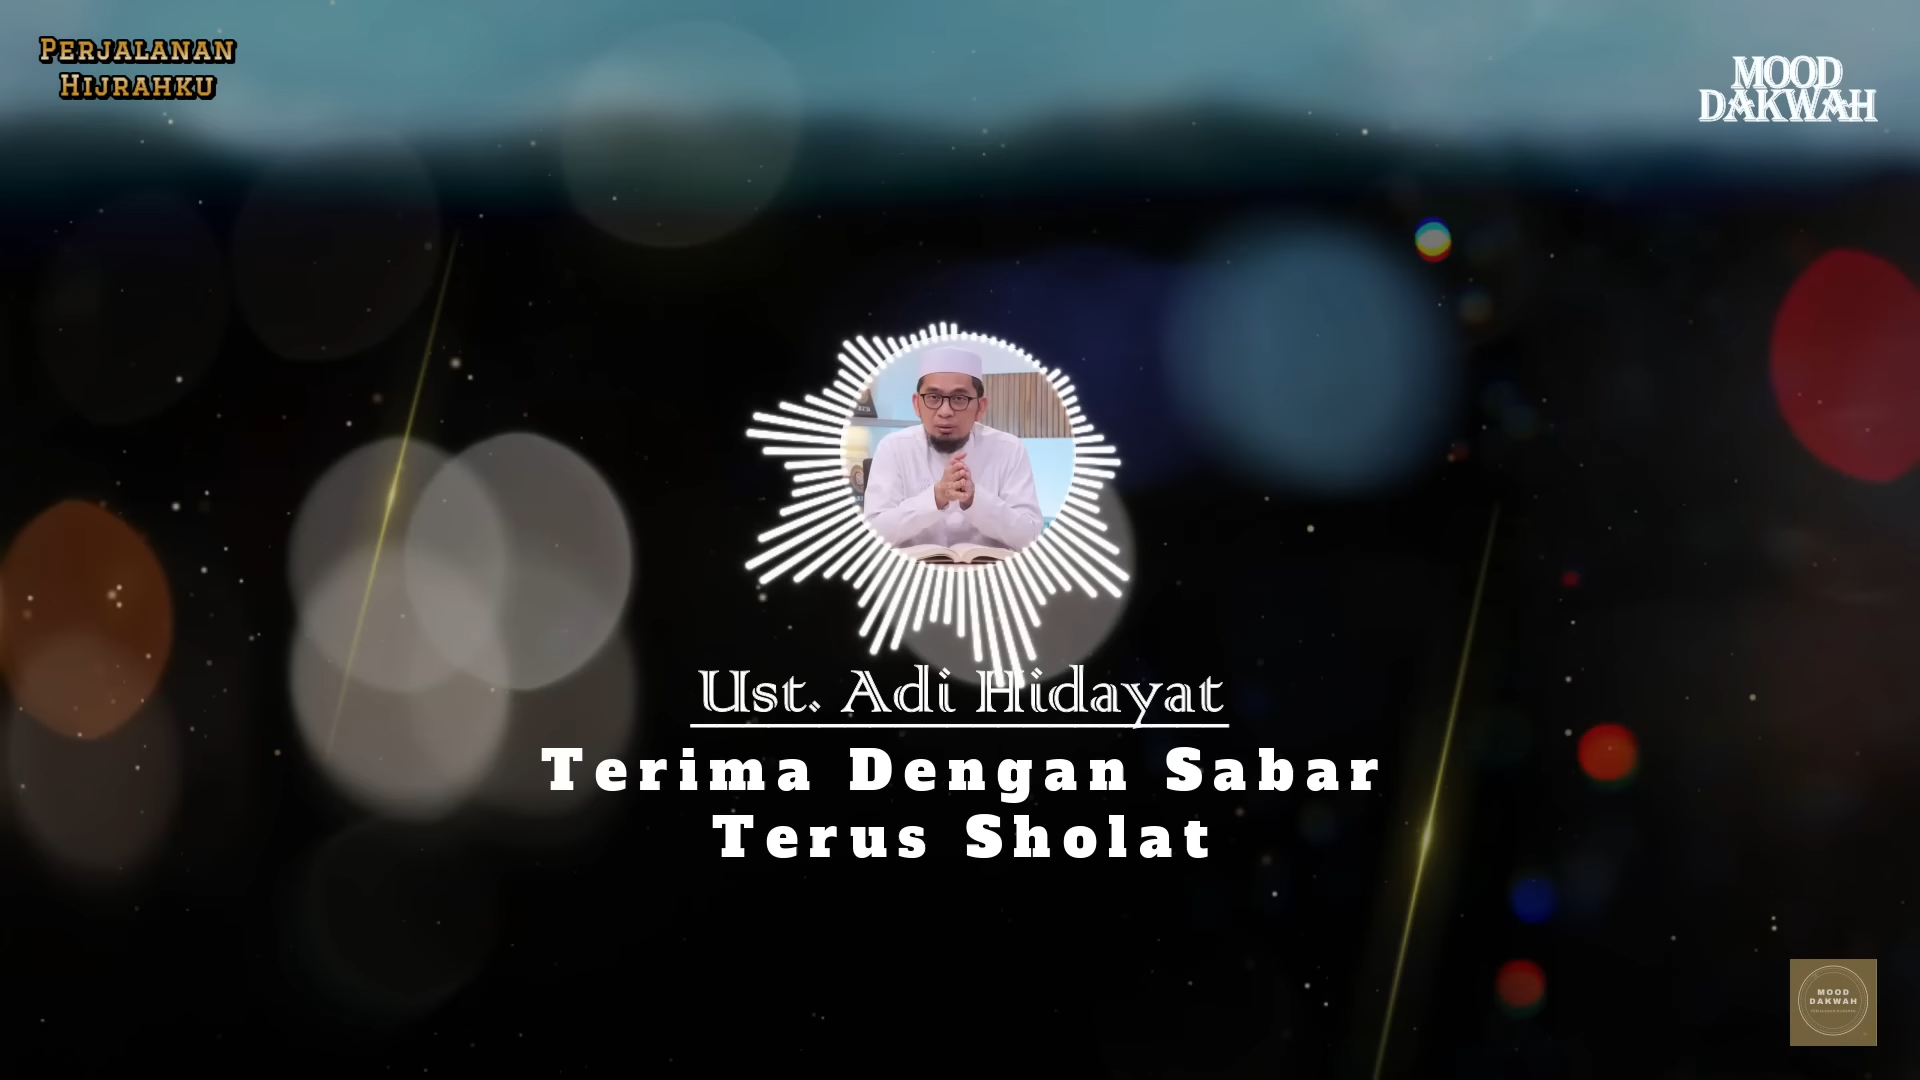 PERJALANAN
HIJRAHKU
MOOD
DAKWAH
Ust. Adi Hidayat
Terima Dengan Sabar
Terus Sholat
MOOD
DAKWAH